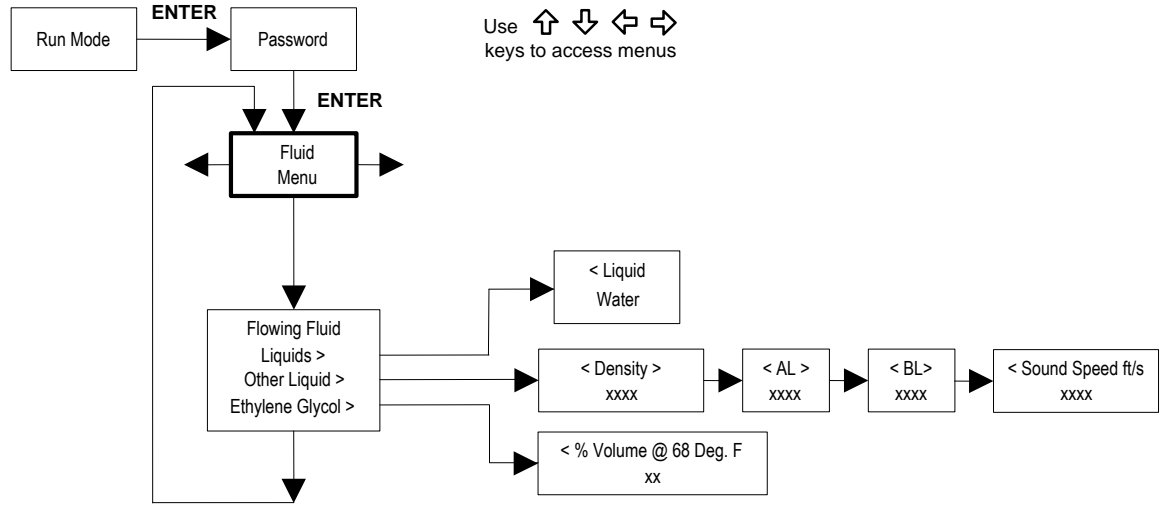 ENTER
Run Mode
Password
Use
keys to access menus
ENTER
Fluid
Menu
Flowing Fluid
Liquids >
Other Liquid >
Ethylene Glycol >
< Liquid
Water
< Density >
xxxx
< AL >
xxxx
< BL>
xxxx
< Sound Speed ft/s
xxxx
< % Volume @ 68 Deg. F
xx